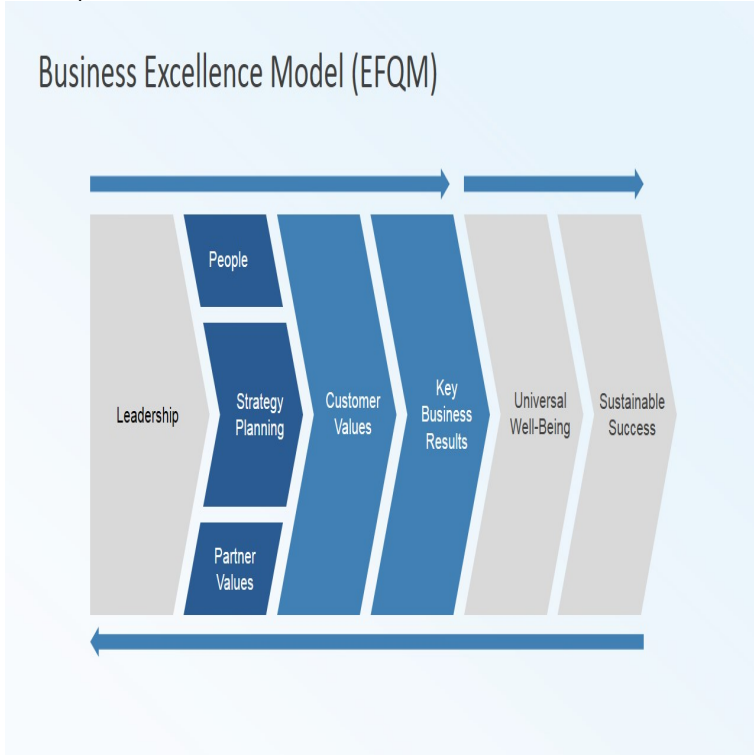 Business Excellence Model (EFQM)
People
Leadership
Strategy
Planning
Partner
Values
Customer
Values
Key
Business
Results
Universal
Well-Being
Sustainable
Success